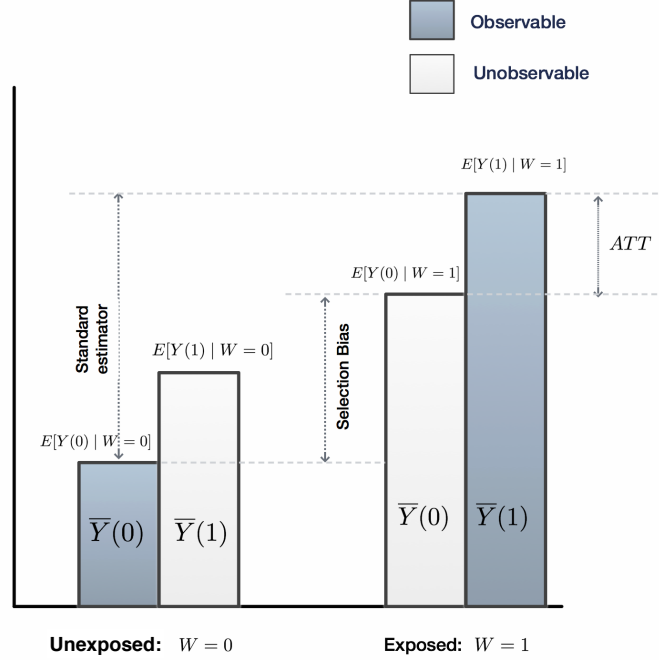 Observable
Unobservable
E[Y(1) | W = 1]
ATT
E[Y(0) | W = 1]
Standard
estimator
Selection Bias
E[Y(1) | W = 0]
E[Y(0) | W = 0]
Y̅(0)
Y̅(1)
Y̅(0)
Y̅(1)
Unexposed: W = 0
Exposed: W = 1